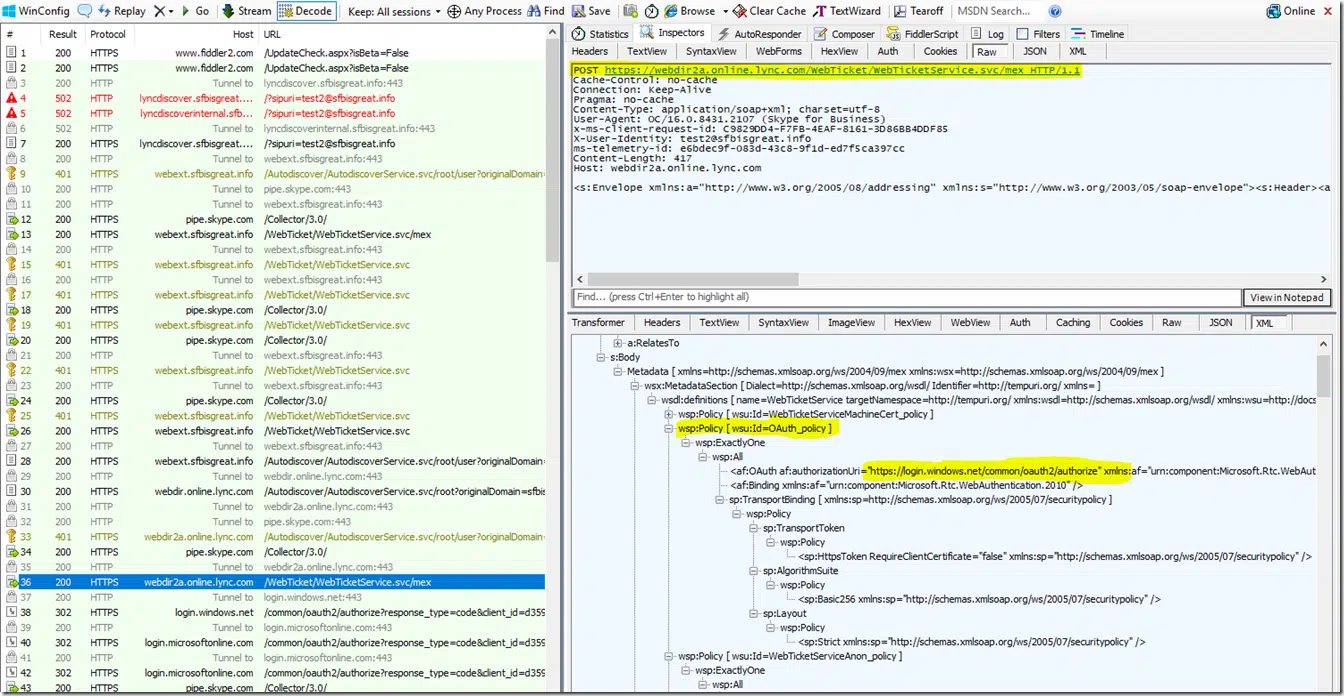 WinConfig Replay X Go Stream Decode Keep: All sessions Any Process Find Save Browse Clear Cache TextWizard Tearoff MSDN Search... Online
# Result Protocol Host URL
1 200 HTTPS www.fiddler2.com /UpdateCheck.aspx?isBeta=False
2 200 HTTPS www.fiddler2.com /UpdateCheck.aspx?isBeta=False
3 200 HTTP Tunnel to lyncdiscover.sfbisgreat.info:443
4 502 HTTP lyncdiscover.sfbisgreat.... /?sipuri=test2@sfbisgreat.info
5 502 HTTP lyncdiscoverinternal.sfb... /?sipuri=test2@sfbisgreat.info
6 502 HTTP Tunnel to lyncdiscoverinternal.sfbisgreat.info:443
7 200 HTTPS lyncdiscover.sfbisgreat.... /?sipuri=test2@sfbisgreat.info
8 200 HTTP Tunnel to webext.sfbisgreat.info:443
9 401 HTTPS webext.sfbisgreat.info /Autodiscover/AutodiscoverService.svc/root/user?originalDomain=
10 200 HTTP Tunnel to pipe.skype.com:443
11 200 HTTP Tunnel to webext.sfbisgreat.info:443
12 200 HTTPS pipe.skype.com /Collector/3.0/
13 200 HTTPS webext.sfbisgreat.info /WebTicket/WebTicketService.svc/mex
14 200 HTTP Tunnel to webext.sfbisgreat.info:443
15 401 HTTPS webext.sfbisgreat.info /WebTicket/WebTicketService.svc
16 200 HTTP Tunnel to webext.sfbisgreat.info:443
17 401 HTTPS webext.sfbisgreat.info /WebTicket/WebTicketService.svc
18 200 HTTPS pipe.skype.com /Collector/3.0/
19 401 HTTPS webext.sfbisgreat.info /WebTicket/WebTicketService.svc
20 200 HTTPS pipe.skype.com /Collector/3.0/
21 200 HTTP Tunnel to webext.sfbisgreat.info:443
22 401 HTTPS webext.sfbisgreat.info /WebTicket/WebTicketService.svc
23 200 HTTP Tunnel to webext.sfbisgreat.info:443
24 200 HTTPS pipe.skype.com /Collector/3.0/
25 401 HTTPS webext.sfbisgreat.info /WebTicket/WebTicketService.svc
26 200 HTTPS webext.sfbisgreat.info /WebTicket/WebTicketService.svc
27 200 HTTP Tunnel to webext.sfbisgreat.info:443
28 200 HTTPS webext.sfbisgreat.info /Autodiscover/AutodiscoverService.svc/root/user?originalDomain=
29 200 HTTP Tunnel to webdir.online.lync.com:443
30 200 HTTPS webdir.online.lync.com /Autodiscover/AutodiscoverService.svc/root?originalDomain=sfbis
31 200 HTTP Tunnel to webdir2a.online.lync.com:443
32 200 HTTP Tunnel to pipe.skype.com:443
33 401 HTTPS webdir2a.online.lync.com /Autodiscover/AutodiscoverService.svc/root/user?originalDomain=
34 200 HTTPS pipe.skype.com /Collector/3.0/
35 200 HTTP Tunnel to webdir2a.online.lync.com:443
36 200 HTTPS webdir2a.online.lync.com /WebTicket/WebTicketService.svc/mex
37 200 HTTP Tunnel to login.windows.net:443
38 302 HTTPS login.windows.net /common/oauth2/authorize?response_type=code&client_id=d359
39 200 HTTP Tunnel to login.microsoftonline.com:443
40 302 HTTPS login.microsoftonline.com /common/oauth2/authorize?response_type=code&client_id=d359
41 200 HTTP Tunnel to login.microsoftonline.com:443
42 302 HTTPS login.microsoftonline.com /common/oauth2/authorize?response_type=code&client_id=d359
43 200 HTTPS pipe.skype.com /Collector/3.0/
Statistics Inspectors AutoResponder Composer FiddlerScript Log Filters Timeline
Headers TextView SyntaxView WebForms HexView Auth Cookies Raw JSON XML
POST https://webdir2a.online.lync.com/WebTicket/WebTicketService.svc/mex HTTP/1.1
Cache-Control: no-cache
Connection: Keep-Alive
Pragma: no-cache
Content-Type: application/soap+xml; charset=utf-8
User-Agent: OC/16.0.8431.2107 (Skype for Business)
x-ms-client-request-id: C9829DD4-F7FB-4EAF-8161-3D86BB4DDF85
X-User-Identity: test2@sfbisgreat.info
ms-telemetry-id: e6bdec9f-083d-43c8-9f1d-ed7f5ca397cc
Content-Length: 417
Host: webdir2a.online.lync.com
<s:Envelope xmlns:a="http://www.w3.org/2005/08/addressing" xmlns:s="http://www.w3.org/2003/05/soap-envelope"><s:Header><a
Find... (press Ctrl+Enter to highlight all) View in Notepad
Transformer Headers TextView SyntaxView ImageView HexView WebView Auth Caching Cookies Raw JSON XML
a:RelatesTo
s:Body
Metadata [ xmlns=http://schemas.xmlsoap.org/ws/2004/09/mex xmlns:wsx=http://schemas.xmlsoap.org/ws/2004/09/mex ]
wsx:MetadataSection [ Dialect=http://schemas.xmlsoap.org/wsdl/ Identifier=http://tempuri.org/ xmlns= ]
wsdl:definitions [ name=WebTicketService targetNamespace=http://tempuri.org/ xmlns:wsdl=http://schemas.xmlsoap.org/wsdl/ xmlns:wsu=http://docs
wsp:Policy [ wsu:Id=WebTicketServiceMachineCert_policy ]
wsp:Policy [ wsu:Id=OAuth_policy ]
wsp:ExactlyOne
wsp:All
<af:OAuth af:authorizationUri="https://login.windows.net/common/oauth2/authorize" xmlns:af="urn:component:Microsoft.Rtc.WebAut
<af:Binding xmlns:af="urn:component:Microsoft.Rtc.WebAuthentication.2010" />
sp:TransportBinding [ xmlns:sp=http://schemas.xmlsoap.org/ws/2005/07/securitypolicy ]
wsp:Policy
sp:TransportToken
wsp:Policy
<sp:HttpsToken RequireClientCertificate="false" xmlns:sp="http://schemas.xmlsoap.org/ws/2005/07/securitypolicy" />
sp:AlgorithmSuite
wsp:Policy
<sp:Basic256 xmlns:sp="http://schemas.xmlsoap.org/ws/2005/07/securitypolicy" />
sp:Layout
wsp:Policy
<sp:Strict xmlns:sp="http://schemas.xmlsoap.org/ws/2005/07/securitypolicy" />
wsp:Policy [ wsu:Id=WebTicketServiceAnon_policy ]
wsp:ExactlyOne
wsp:All